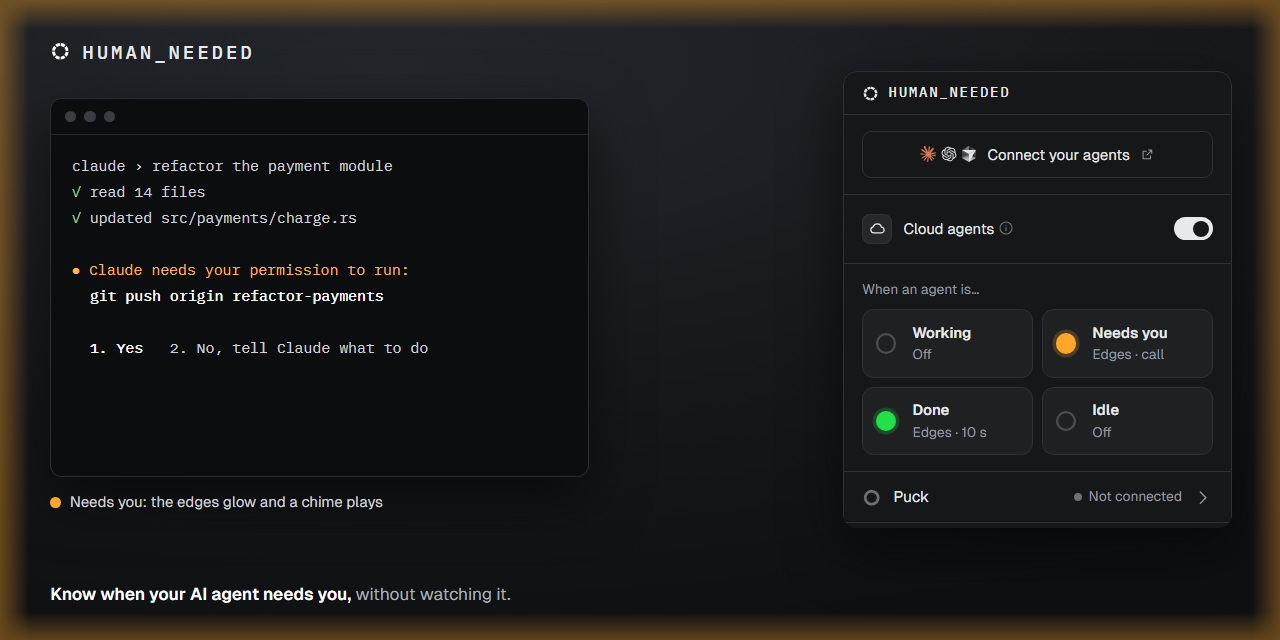 HUMAN_NEEDED
claude › refactor the payment module
√ read 14 files
√ updated src/payments/charge.rs
● Claude needs your permission to run:
git push origin refactor-payments
1. Yes 2. No, tell Claude what to do
Needs you: the edges glow and a chime plays
Know when your AI agent needs you, without watching it.
HUMAN_NEEDED
Connect your agents
Cloud agents
When an agent is...
Working
Off
Needs you
Edges · call
Done
Edges · 10 s
Idle
Off
Puck
Not connected